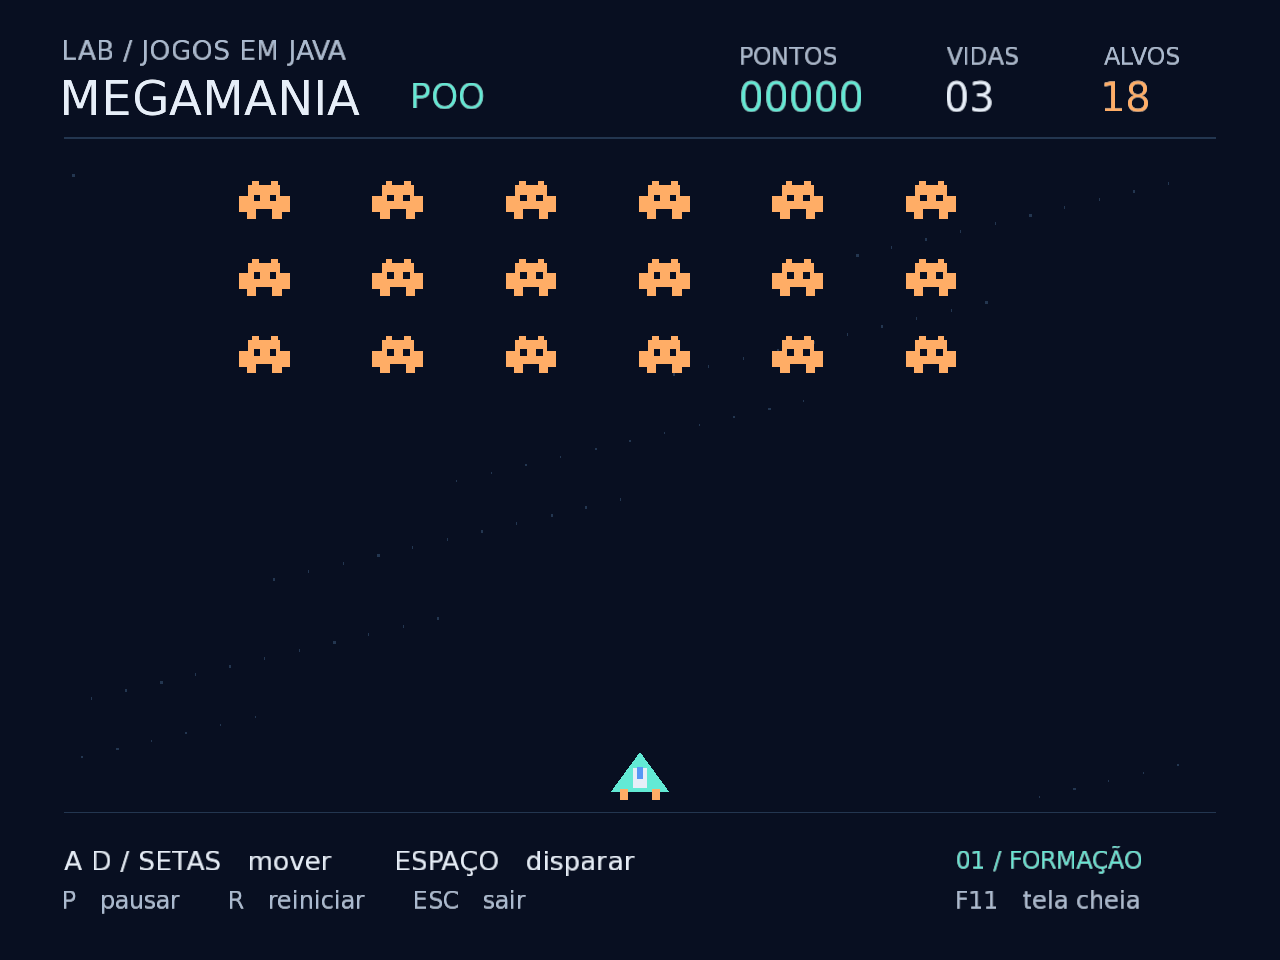 LAB / JOGOS EM JAVA
MEGAMANIA POO
PONTOS VIDAS ALVOS
00000 03 18
A D / SETAS mover ESPAÇO disparar
01 / FORMAÇÃO
P pausar R reiniciar ESC sair
F11 tela cheia